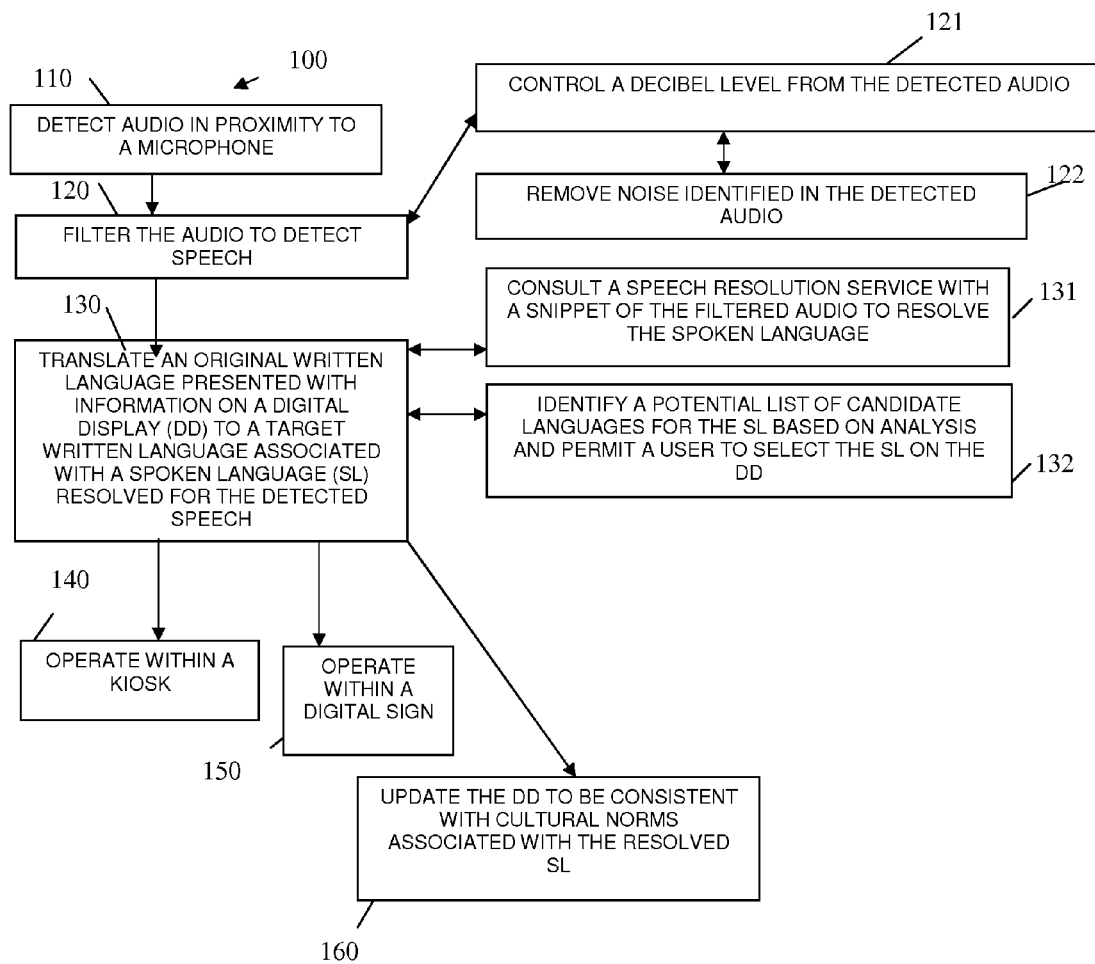 100
110
DETECT AUDIO IN PROXIMITY TO
A MICROPHONE
120
FILTER THE AUDIO TO DETECT
SPEECH
121
CONTROL A DECIBEL LEVEL FROM THE DETECTED AUDIO
122
REMOVE NOISE IDENTIFIED IN THE DETECTED
AUDIO
130
TRANSLATE AN ORIGINAL WRITTEN
LANGUAGE PRESENTED WITH
INFORMATION ON A DIGITAL
DISPLAY (DD) TO A TARGET
WRITTEN LANGUAGE ASSOCIATED
WITH A SPOKEN LANGUAGE (SL)
RESOLVED FOR THE DETECTED
SPEECH
CONSULT A SPEECH RESOLUTION SERVICE WITH
A SNIPPET OF THE FILTERED AUDIO TO RESOLVE
THE SPOKEN LANGUAGE
131
IDENTIFY A POTENTIAL LIST OF CANDIDATE
LANGUAGES FOR THE SL BASED ON ANALYSIS
AND PERMIT A USER TO SELECT THE SL ON THE
DD
132
140
OPERATE WITHIN A
KIOSK
OPERATE
WITHIN A
DIGITAL SIGN
150
UPDATE THE DD TO BE CONSISTENT
WITH CULTURAL NORMS
ASSOCIATED WITH THE RESOLVED
SL
160